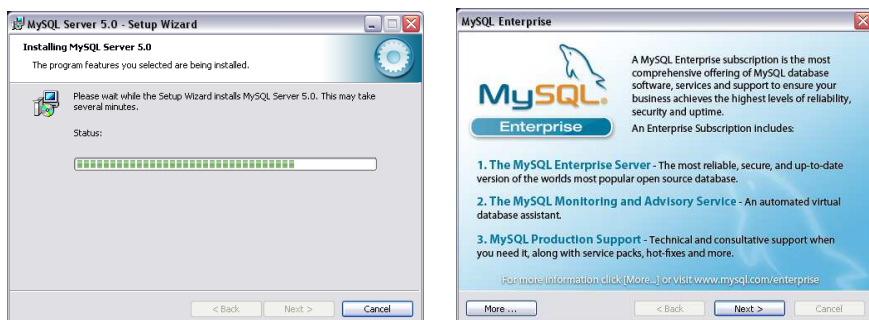 MySQL Server 5.0 - Setup Wizard
Installing MySQL Server 5.0
The program features you selected are being installed.
Please wait while the Setup Wizard installs MySQL Server 5.0. This may take
several minutes.
Status:
< Back
Next >
Cancel
MySQL Enterprise
MySQL.
Enterprise
A MySQL Enterprise subscription is the most
comprehensive offering of MySQL database
software, services and support to ensure your
business achieves the highest levels of reliability,
security and uptime.
An Enterprise Subscription includes:
1. The MySQL Enterprise Server - The most reliable, secure, and up-to-date
version of the worlds most popular open source database.
2. The MySQL Monitoring and Advisory Service - An automated virtual
database assistant.
3. MySQL Production Support - Technical and consultative support when
you need it, along with service packs, hot-fixes and more.
For more information click [More...] or visit www.mysql.com/enterprise
More ...
< Back
Next >
Cancel